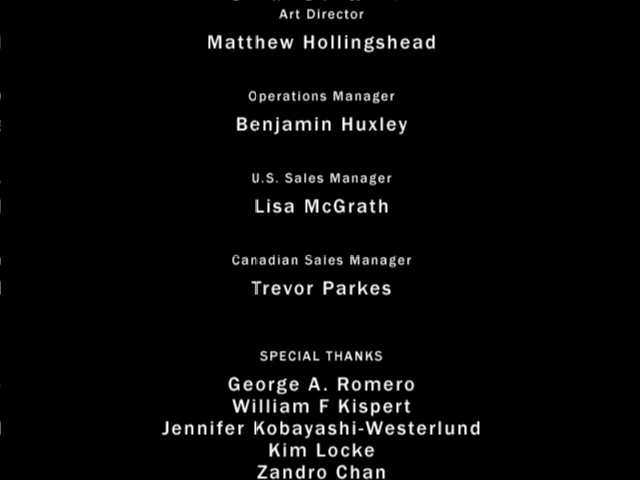 Art Director
Matthew Hollingshead
Operations Manager
Benjamin Huxley
U.S. Sales Manager
Lisa McGrath
Canadian Sales Manager
Trevor Parkes
SPECIAL THANKS
George A. Romero
William F Kispert
Jennifer Kobayashi-Westerlund
Kim Locke
Zandro Chan